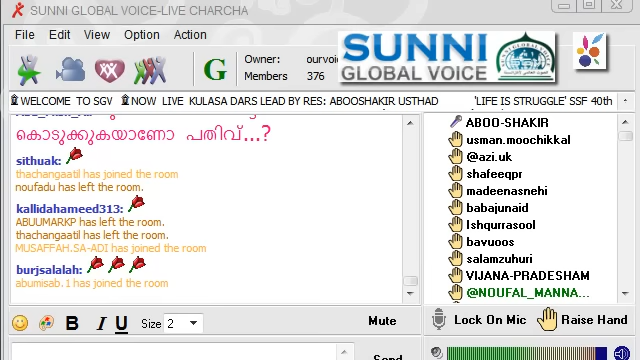 SUNNI GLOBAL VOICE-LIVE CHARCHA
File Edit View Option Action
G Owner: ourvoi
Members 376
SUNNI
GLOBAL VOICE
WELCOME TO SGV NOW LIVE KULASA DARS LEAD BY RES: ABOOSHAKIR USTHAD 'LIFE IS STRUGGLE' SSF 40th
കൊടുക്കുകയാണോ പതിവ്...?
sithuak:
thachangaatil has joined the room
noufadu has left the room.
kallidahameed313:
ABUUMARKP has left the room.
thachangaatil has left the room.
MUSAFFAH.SA-ADI has joined the room
burjsalalah:
abumisab.1 has joined the room
ABOO-SHAKIR
usman.moochikkal
@azi.uk
shafeeqpr
madeenasnehi
babajunaid
Ishqurrasool
bavuoos
salamzuhuri
VIJANA-PRADESHAM
@NOUFAL_MANNA...
B I U Size 2 Mute
Lock On Mic Raise Hand
Send